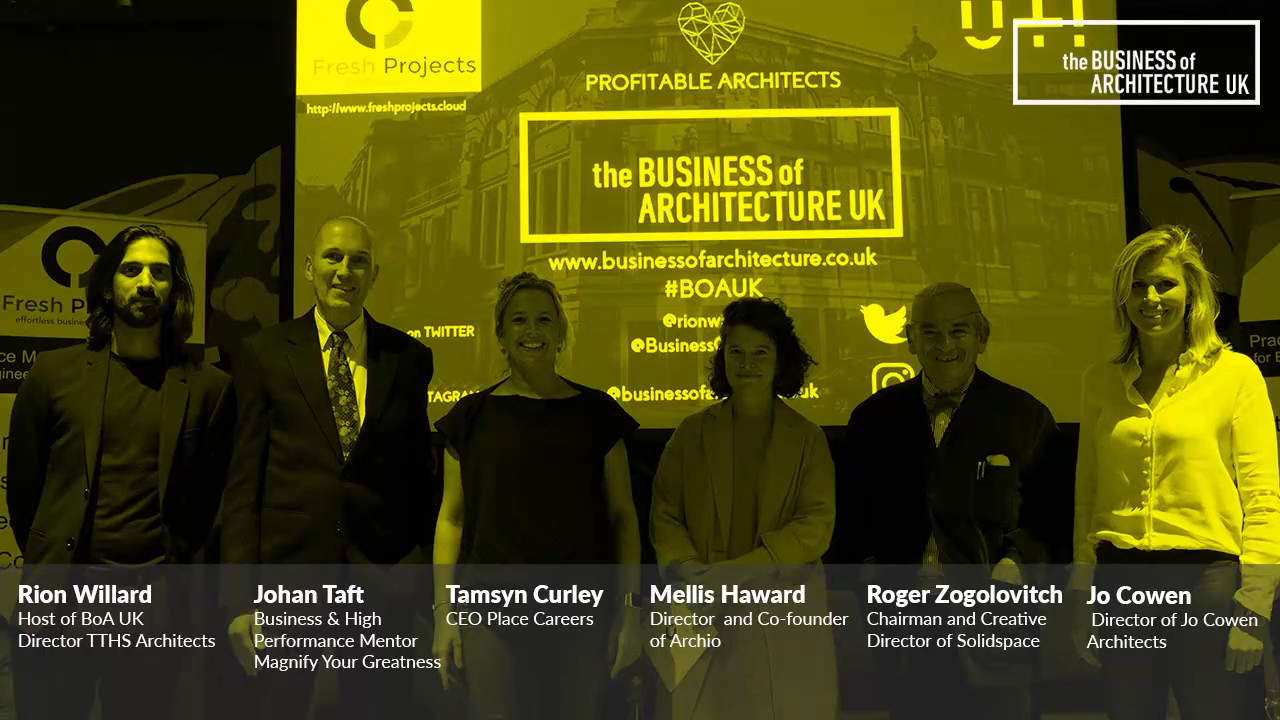 Fresh Projects
http://www.freshprojects.cloud
PROFITABLE ARCHITECTS
the BUSINESS of
ARCHITECTURE UK
the BUSINESS of
ARCHITECTURE UK
www.businessofarchitecture.co.uk
#BOAUK
on TWITTER
Fresh
effortless
for
Rion Willard
Host of BoA UK
Director TTHS Architects
Johan Taft
Business & High
Performance Mentor
Magnify Your Greatness
Tamsyn Curley
CEO Place Careers
Mellis Haward
Director and Co-founder
of Archio
Roger Zogolovitch
Chairman and Creative
Director of Solidspace
Jo Cowen
Director of Jo Cowen
Architects